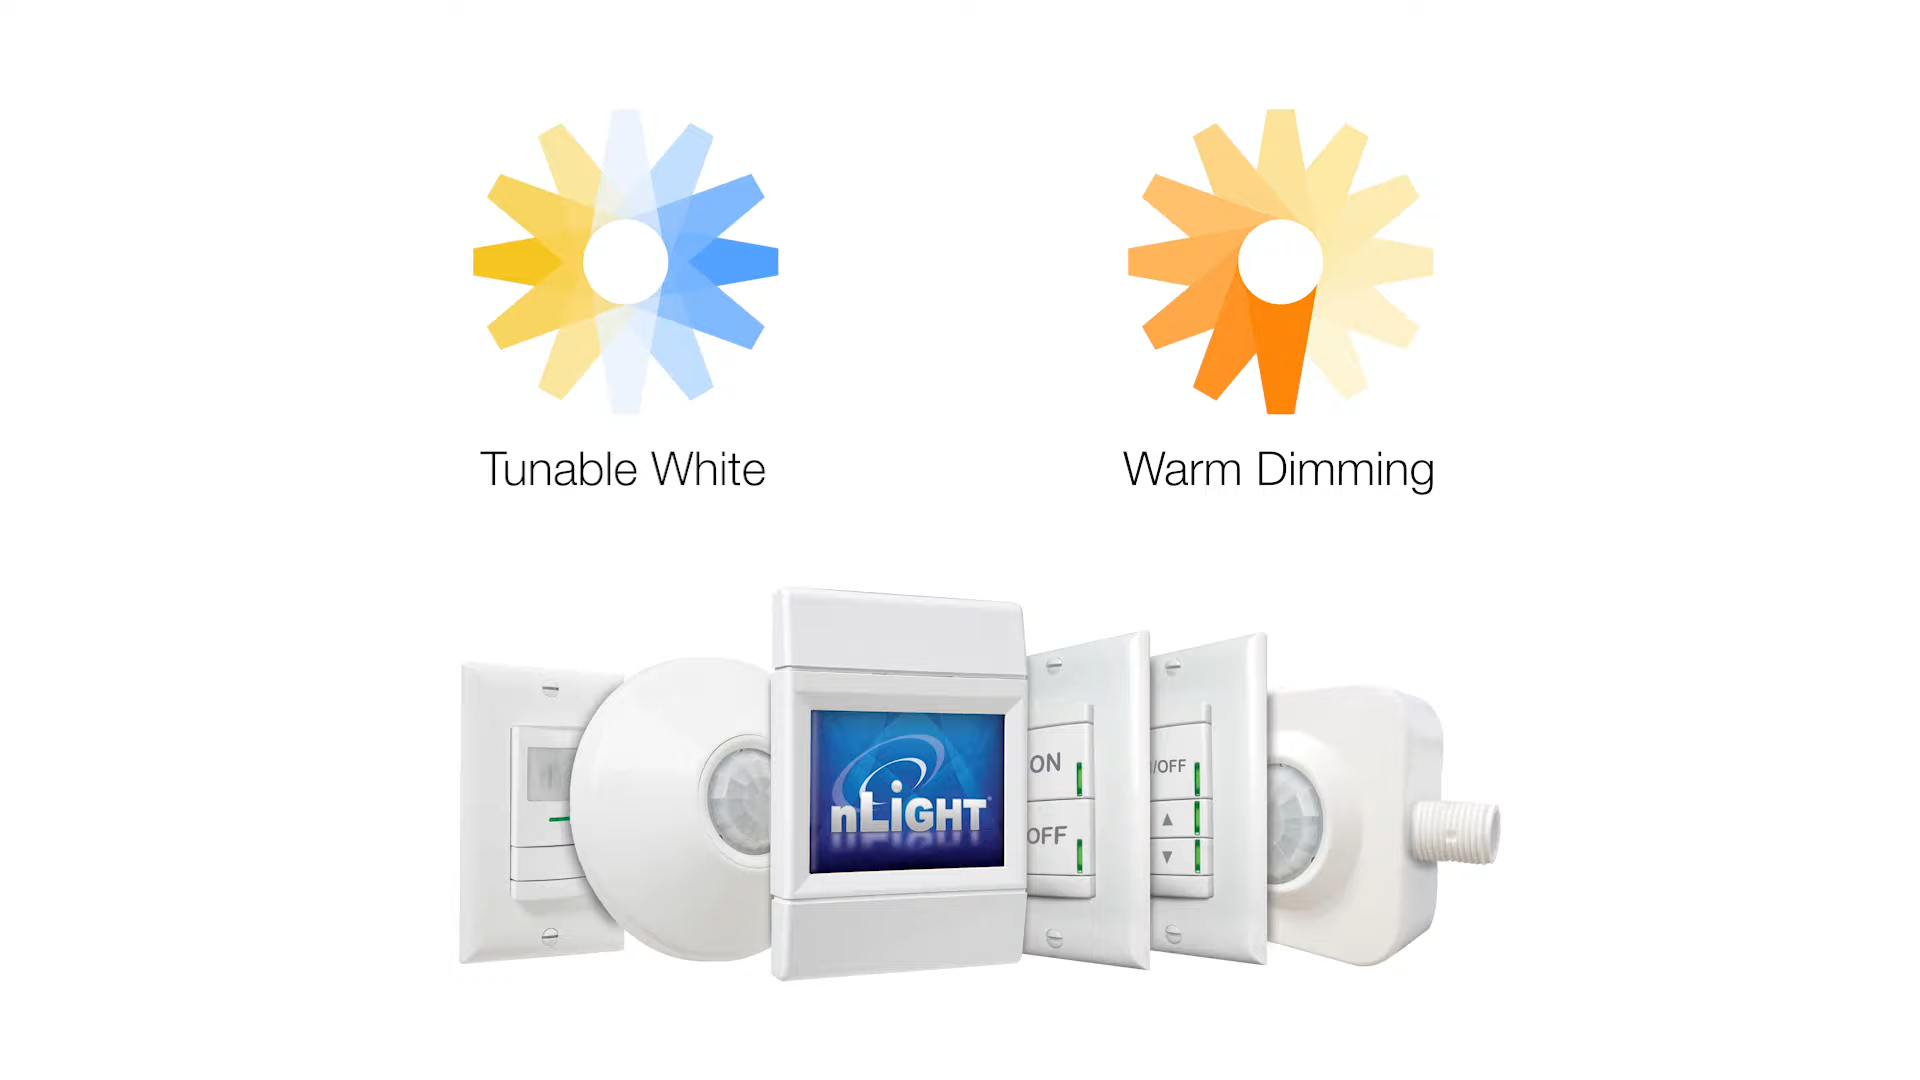 Tunable White
Warm Dimming
nLiGHT
ON
OFF
/OFF